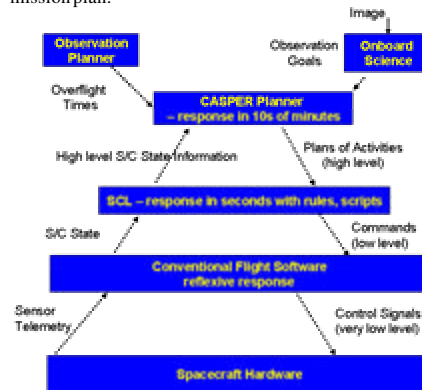 mission plan.
Image
Observation
Planner
Observation
Goals
Onboard
Science
Overflight
Times
CASPER Planner
– response in 10s of minutes
High level S/C State Information
Plans of Activities
(high level)
SCL – response in seconds with rules, scripts
S/C State
Commands
(low level)
Conventional Flight Software
reflexive response
Sensor
Telemetry
Control Signals
(very low level)
Spacecraft Hardware